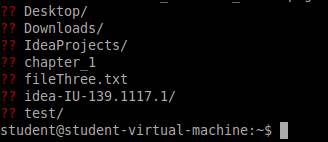 ?? Desktop/
?? Downloads/
?? IdeaProjects/
?? chapter_1
?? fileThree.txt
?? idea-IU-139.1117.1/
?? test/
student@student-virtual-machine:~$